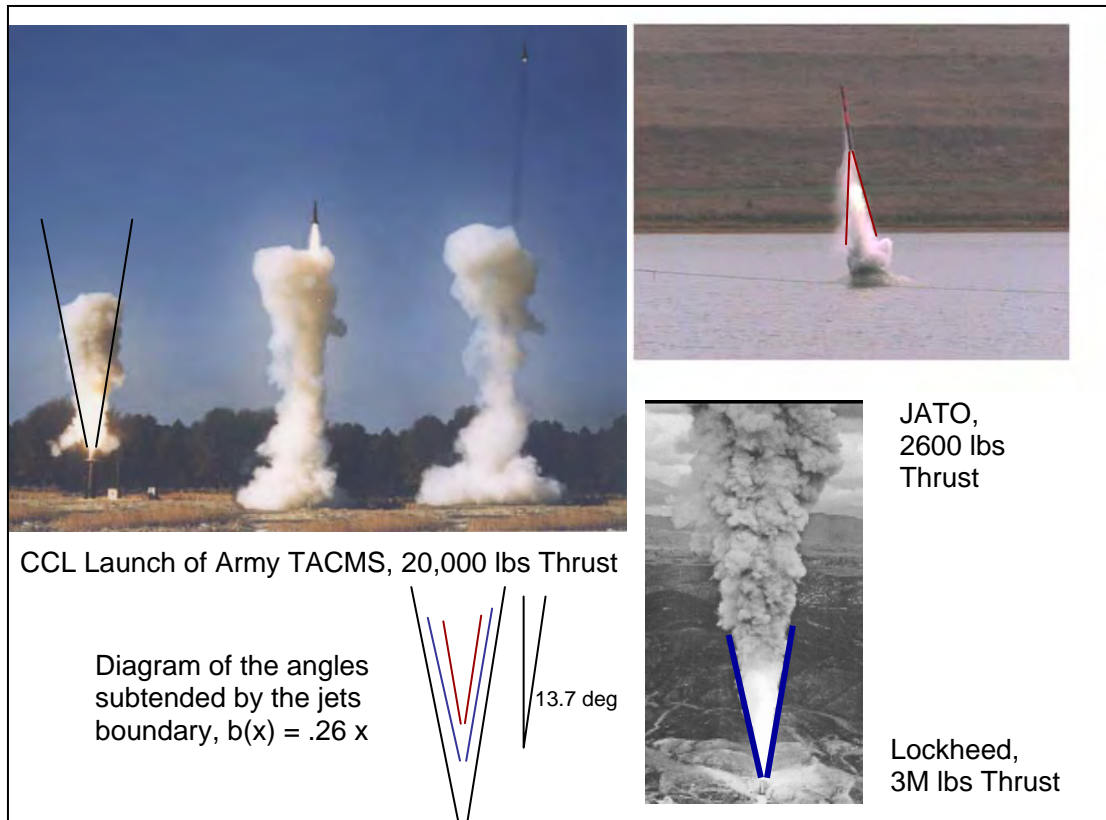 CCL Launch of Army TACMS, 20,000 lbs Thrust
JATO,
2600 lbs
Thrust
Diagram of the angles
subtended by the jets
boundary, b(x) = .26 x
13.7 deg
Lockheed,
3M lbs Thrust